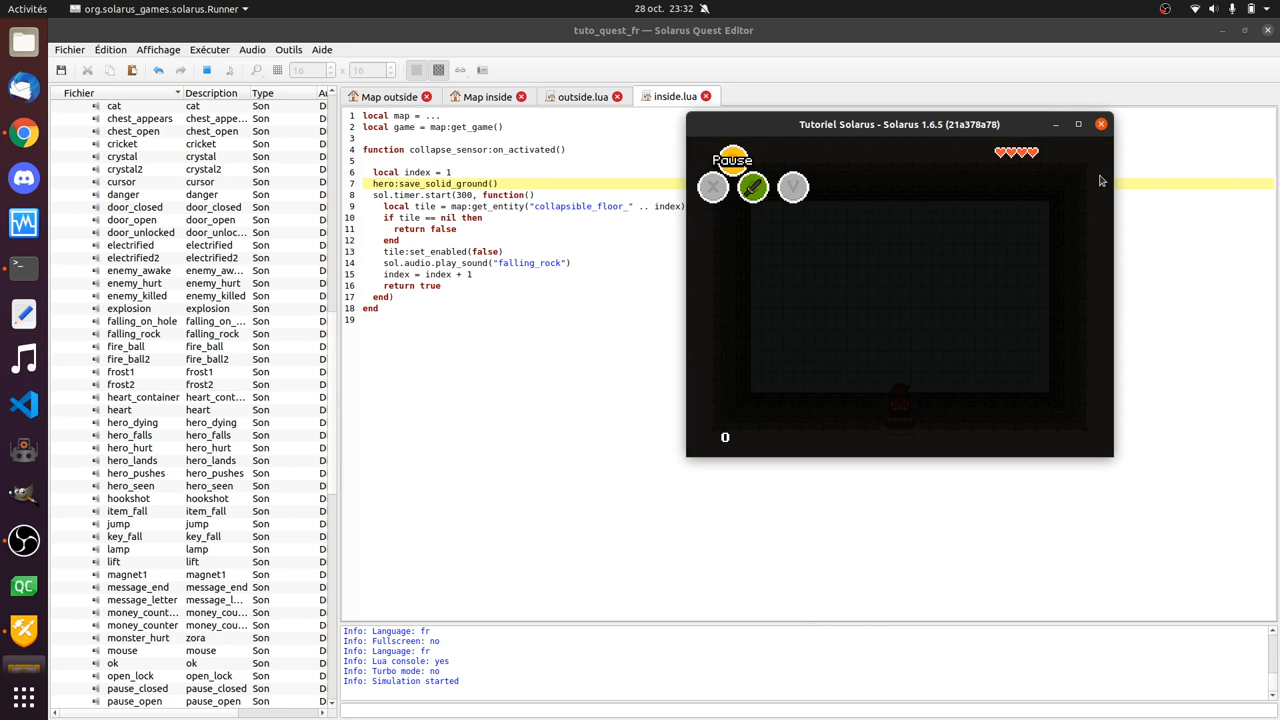 Activités
org.solarus_games.solarus.Runner
28 oct. 23:32
tuto_quest_fr — Solarus Quest Editor
Fichier Édition Affichage Exécuter Audio Outils Aide
16 x 16
Fichier Description Type
cat cat Son
chest_appears chest_appe... Son
chest_open chest_open Son
cricket cricket Son
crystal crystal Son
crystal2 crystal2 Son
cursor cursor Son
danger danger Son
door_closed door_closed Son
door_open door_open Son
door_unlocked door_unlocked Son
electrified electrified Son
electrified2 electrified2 Son
enemy_awake enemy_aw... Son
enemy_hurt enemy_hurt Son
enemy_killed enemy_killed Son
explosion explosion Son
falling_on_hole falling_on_... Son
falling_rock falling_rock Son
fire_ball fire_ball Son
fire_ball2 fire_ball2 Son
frost1 frost1 Son
frost2 frost2 Son
heart_container heart_cont... Son
heart heart Son
hero_dying hero_dying Son
hero_falls hero_falls Son
hero_hurt hero_hurt Son
hero_lands hero_lands Son
hero_pushes hero_pushes Son
hero_seen hero_seen Son
hookshot hookshot Son
item_fall item_fall Son
jump jump Son
key_fall key_fall Son
lamp lamp Son
lift lift Son
magnet1 magnet1 Son
message_end message_end Son
message_letter message_l... Son
money_count... money_cou... Son
money_counter money_cou... Son
monster_hurt zora Son
mouse mouse Son
ok ok Son
open_lock open_lock Son
pause_closed pause_closed Son
pause_open pause_open Son
Map outside
Map inside
outside.lua
inside.lua
1 local map = ...
2 local game = map:get_game()
3
4 function collapse_sensor:on_activated()
5
6 local index = 1
7 hero:save_solid_ground()
8 sol.timer.start(300, function()
9 local tile = map:get_entity("collapsible_floor_" .. index)
10 if tile == nil then
11 return false
12 end
13 tile:set_enabled(false)
14 sol.audio.play_sound("falling_rock")
15 index = index + 1
16 return true
17 end)
18 end
19
Tutoriel Solarus - Solarus 1.6.5 (21a378a78)
Pause
X
V
0
Info: Language: fr
Info: Fullscreen: no
Info: Language: fr
Info: Lua console: yes
Info: Turbo mode: no
Info: Simulation started
QC